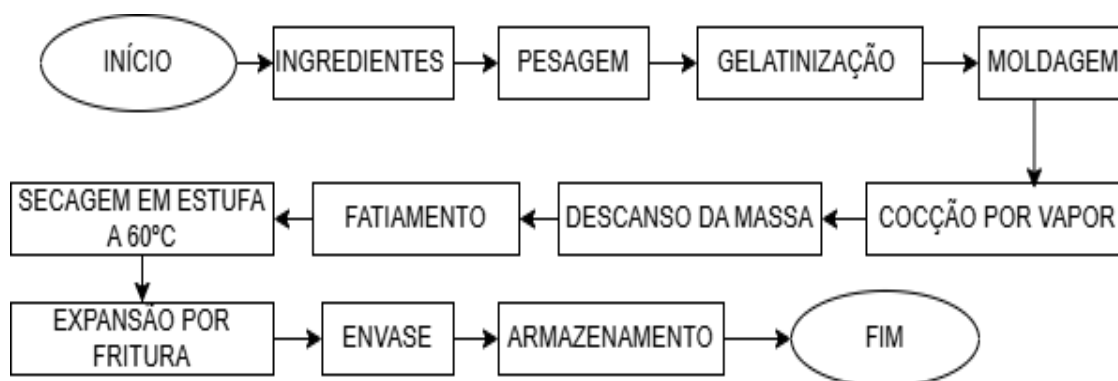 INÍCIO
INGREDIENTES
PESAGEM
GELATINIZAÇÃO
MOLDAGEM
COCÇÃO POR VAPOR
DESCANSO DA MASSA
FATIAMENTO
SECAGEM EM ESTUFA
A 60ºC
EXPANSÃO POR
FRITURA
ENVASE
ARMAZENAMENTO
FIM